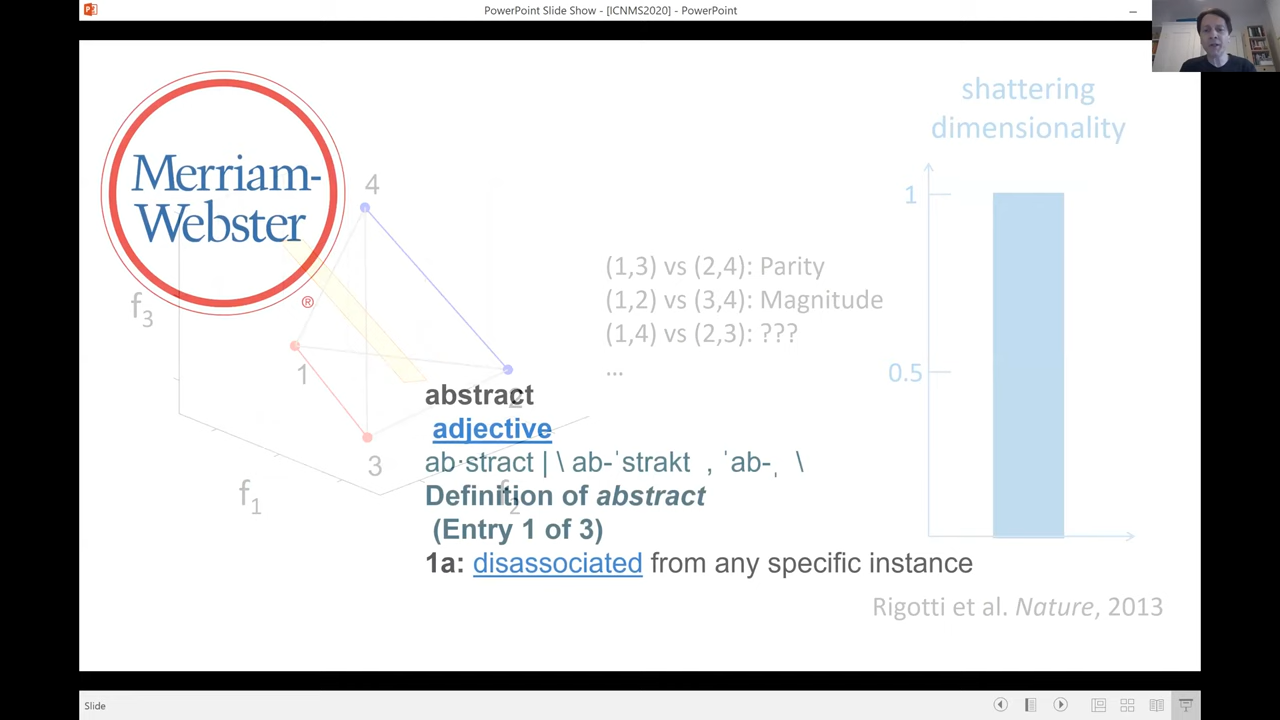 PowerPoint Slide Show - [ICNMS2020] - PowerPoint
shattering
dimensionality
Merriam-
Webster
®
4
1
f3
(1,3) vs (2,4): Parity
(1,2) vs (3,4): Magnitude
(1,4) vs (2,3): ???
...
1
0.5
2
abstract
adjective
ab·stract | \ ab-ˈstrakt , ˈab-ˌ \
3
f1
f2
Definition of abstract
(Entry 1 of 3)
1a: disassociated from any specific instance
Rigotti et al. Nature, 2013
Slide